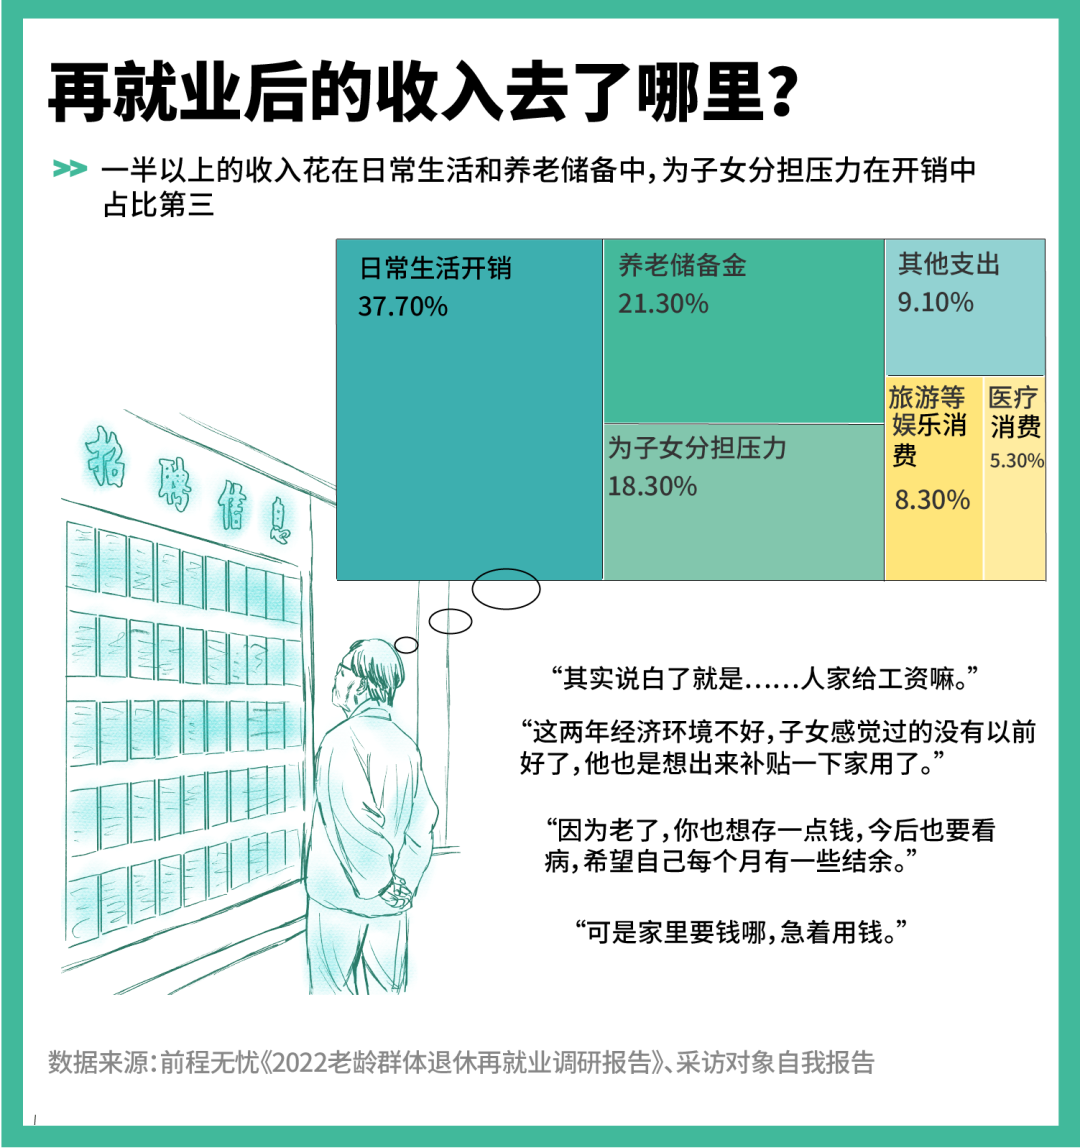 再就业后的收入去了哪里？
>> 一半以上的收入花在日常生活和养老储备中，为子女分担压力在开销中
占比第三
日常生活开销
37.70%
养老储备金
21.30%
其他支出
9.10%
为子女分担压力
18.30%
旅游等
娱乐消
费
8.30%
医疗
消费
5.30%
招聘信息
“其实说白了就是……人家给工资嘛。”
“这两年经济环境不好，子女感觉过的没有以前
好了，他也是想出来补贴一下家用了。”
“因为老了，你也想存一点钱，今后也要看
病，希望自己每个月有一些结余。”
“可是家里要钱哪，急着用钱。”
数据来源：前程无忧《2022老龄群体退休再就业调研报告》、采访对象自我报告